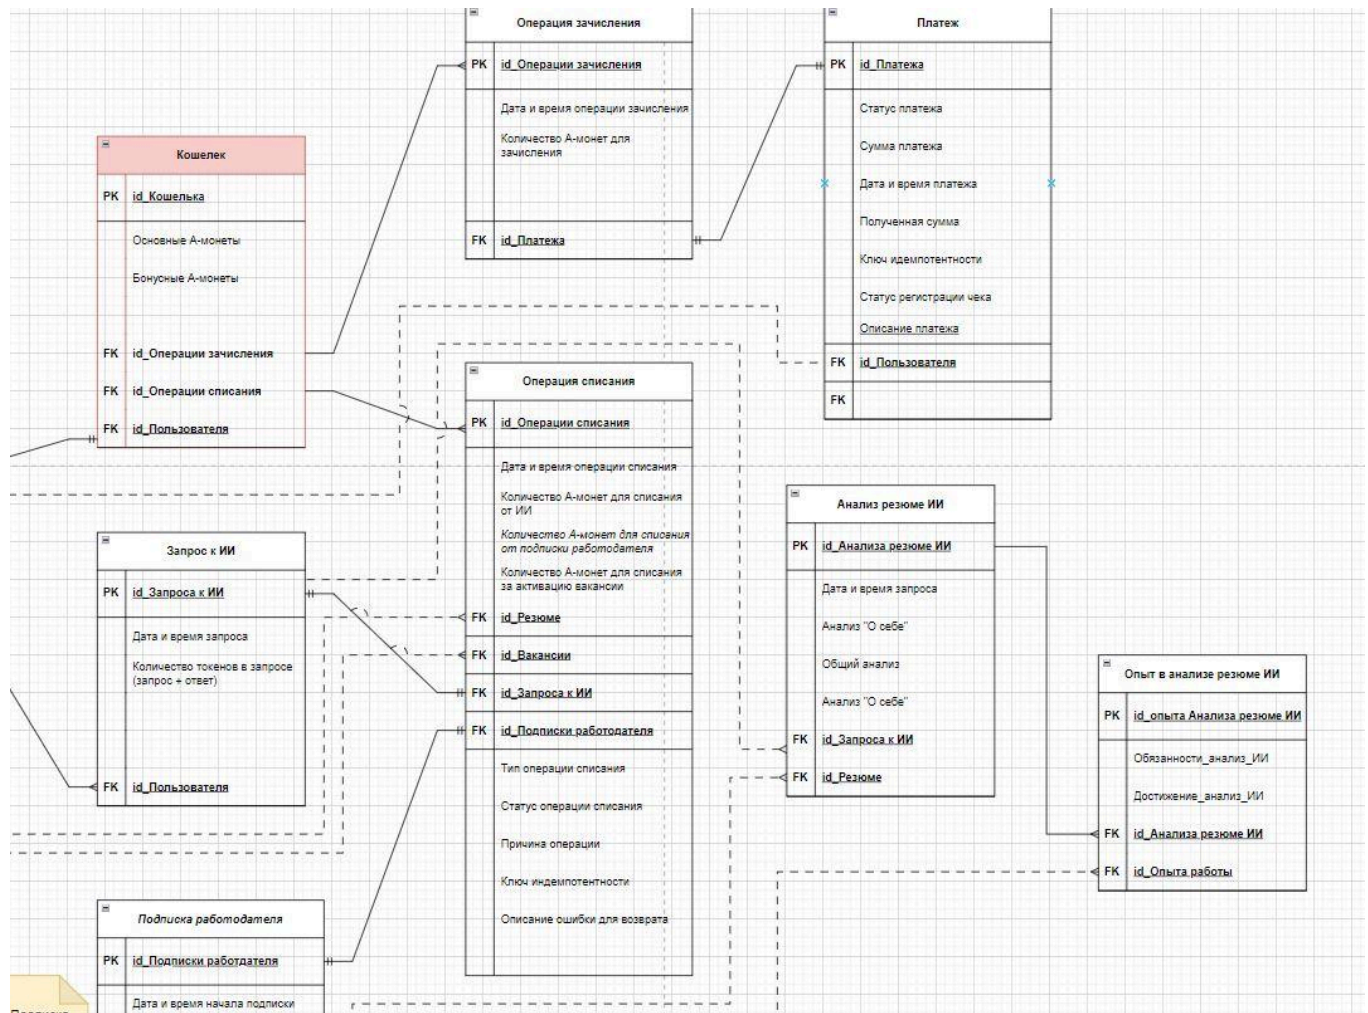 Операция зачисления
PK id_Операции зачисления
Дата и время операции зачисления
Количество А-монет для
зачисления
FK id_Платежа
Платеж
PK id_Платежа
Статус платежа
Сумма платежа
Дата и время платежа
Полученная сумма
Ключ идемпотентности
Статус регистрации чека
Описание платежа
FK id_Пользователя
FK
Кошелек
PK id_Кошелька
Основные А-монеты
Бонусные А-монеты
FK id_Операции зачисления
FK id_Операции списания
FK id_Пользователя
Операция списания
PK id_Операции списания
Дата и время операции списания
Количество А-монет для списания
от ИИ
Количество А-монет для списания
от подписки работодателя
Количество А-монет для списания
за активацию вакансии
FK id_Резюме
FK id_Вакансии
FK id_Запроса к ИИ
FK id_Подписки работодателя
Тип операции списания
Статус операции списания
Причина операции
Ключ индемпотентности
Описание ошибки для возврата
Запрос к ИИ
PK id_Запроса к ИИ
Дата и время запроса
Количество токенов в запросе
(запрос + ответ)
FK id_Пользователя
Анализ резюме ИИ
PK id_Анализа резюме ИИ
Дата и время запроса
Анализ "О себе"
Общий анализ
Анализ "О себе"
FK id_Запроса к ИИ
FK id_Резюме
Опыт в анализе резюме ИИ
PK id_опыта Анализа резюме ИИ
Обязанности_анализ_ИИ
Достижение_анализ_ИИ
FK id_Анализа резюме ИИ
FK id_Опыта работы
Подписка работодателя
PK id_Подписки работдателя
Дата и время начала подписки